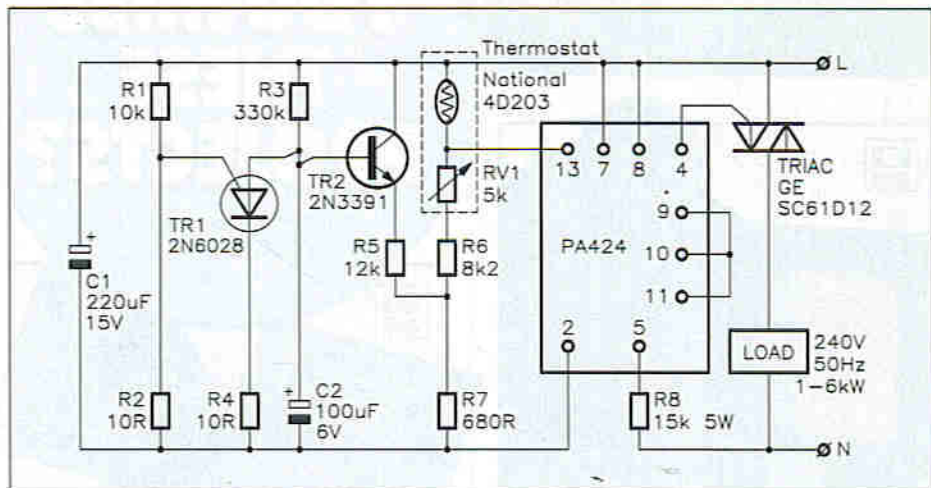 Thermostat
National
4D203
L
R1
10k
R3
330k
TR1
2N6028
TR2
2N3391
RV1
5k
13
7
8
4
TRIAC
GE
SC61D12
PA424
9
10
11
R5
12k
R6
8k2
+
C1
220uF
15V
2
5
LOAD
240V
50Hz
1-6kW
R2
10R
R4
10R
+
C2
100uF
6V
R7
680R
R8
15k 5W
N